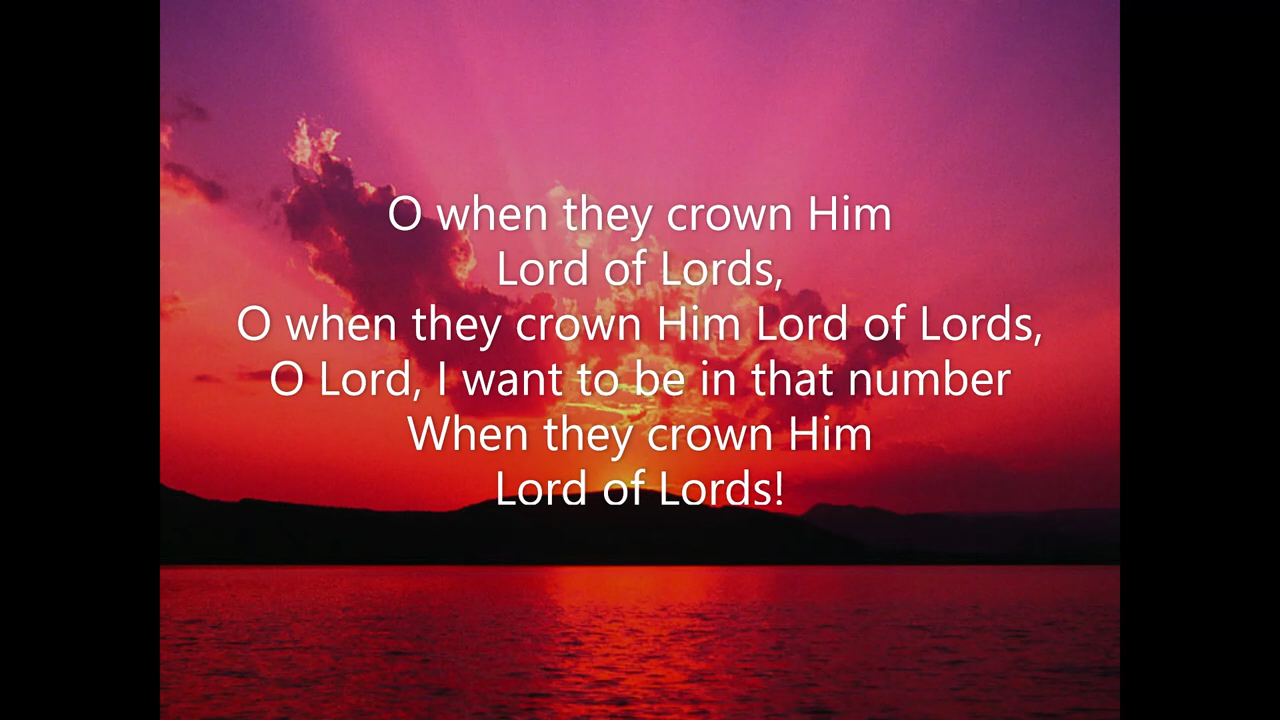 O when they crown Him
Lord of Lords,
O when they crown Him Lord of Lords,
O Lord, I want to be in that number
When they crown Him
Lord of Lords!